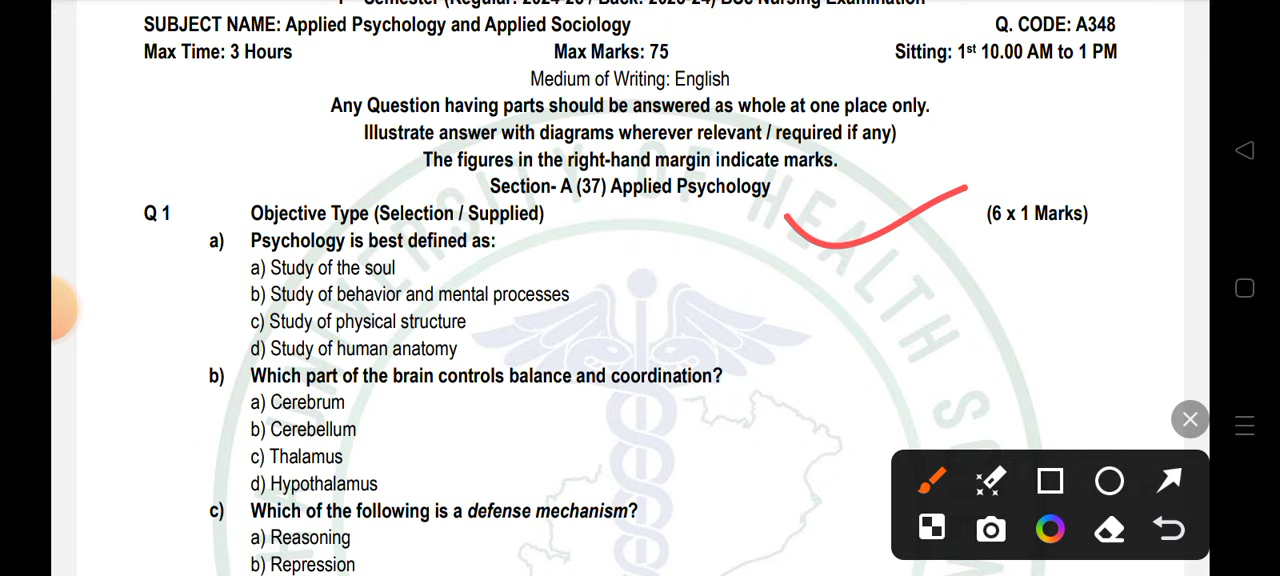 SUBJECT NAME: Applied Psychology and Applied Sociology Q. CODE: A348
Max Time: 3 Hours Max Marks: 75 Sitting: 1st 10.00 AM to 1 PM
Medium of Writing: English
Any Question having parts should be answered as whole at one place only.
Illustrate answer with diagrams wherever relevant / required if any)
The figures in the right-hand margin indicate marks.
Section- A (37) Applied Psychology
Q 1 Objective Type (Selection / Supplied) (6 x 1 Marks)
a) Psychology is best defined as:
a) Study of the soul
b) Study of behavior and mental processes
c) Study of physical structure
d) Study of human anatomy
b) Which part of the brain controls balance and coordination?
a) Cerebrum
b) Cerebellum
c) Thalamus
d) Hypothalamus
c) Which of the following is a defense mechanism?
a) Reasoning
b) Repression
UNIVERSITY OF HEALTH